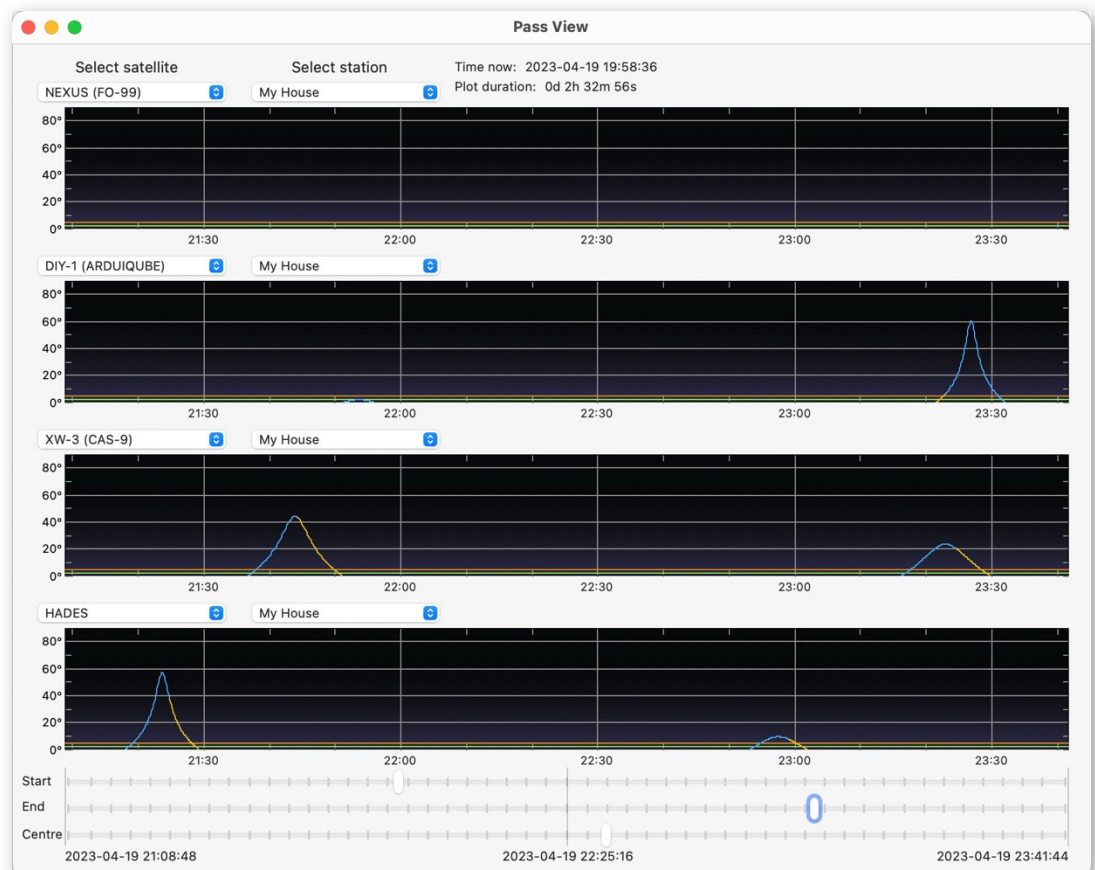 Pass View
Select satellite Select station Time now: 2023-04-19 19:58:36
NEXUS (FO-99) My House Plot duration: 0d 2h 32m 56s
80°
60°
40°
20°
0°
21:30 22:00 22:30 23:00 23:30
DIY-1 (ARDUIQUBE) My House
80°
60°
40°
20°
0°
21:30 22:00 22:30 23:00 23:30
XW-3 (CAS-9) My House
80°
60°
40°
20°
0°
21:30 22:00 22:30 23:00 23:30
HADES My House
80°
60°
40°
20°
0°
21:30 22:00 22:30 23:00 23:30
Start
End
Centre
2023-04-19 21:08:48 2023-04-19 22:25:16 2023-04-19 23:41:44